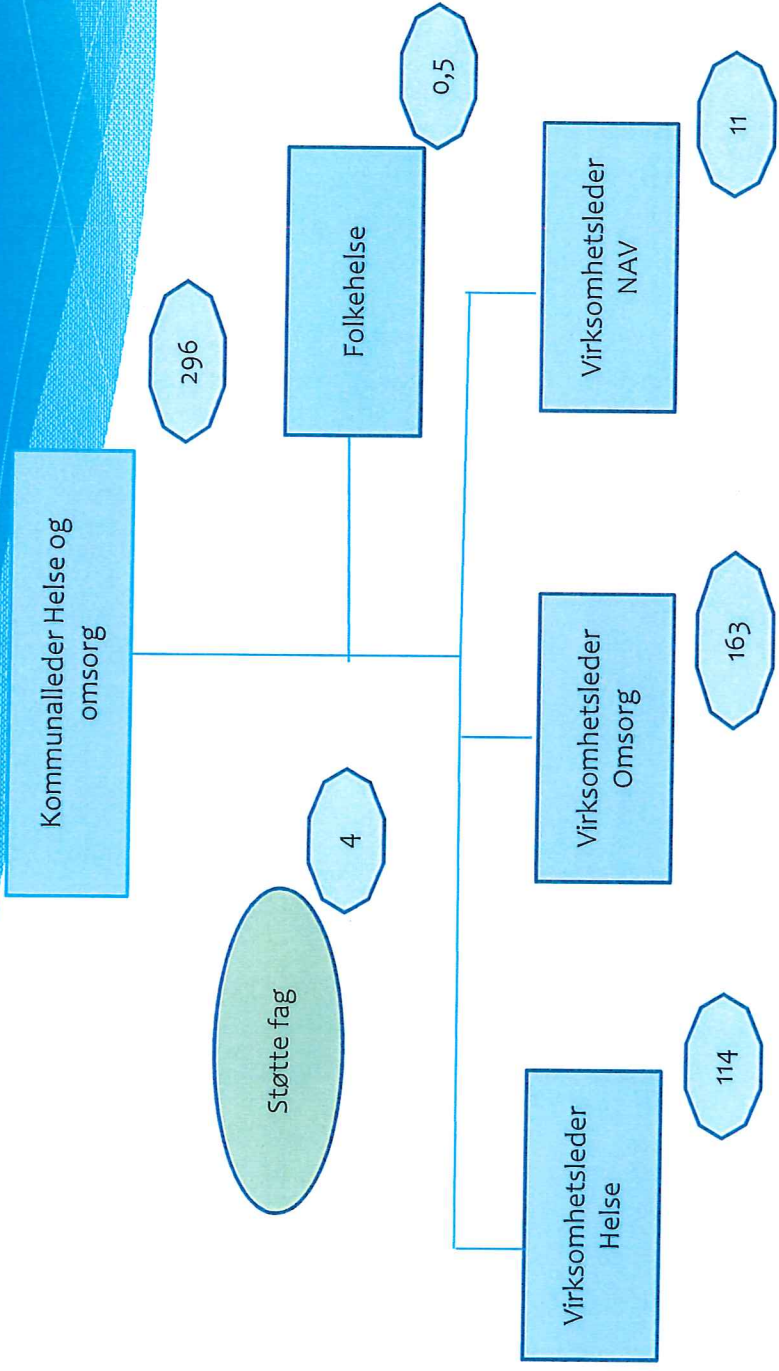 Kommunalleder Helse og
omsorg
296
Støtte fag
4
Folkehelse
0,5
Virksomhetsleder
Helse
114
Virksomhetsleder
Omsorg
163
Virksomhetsleder
NAV
11